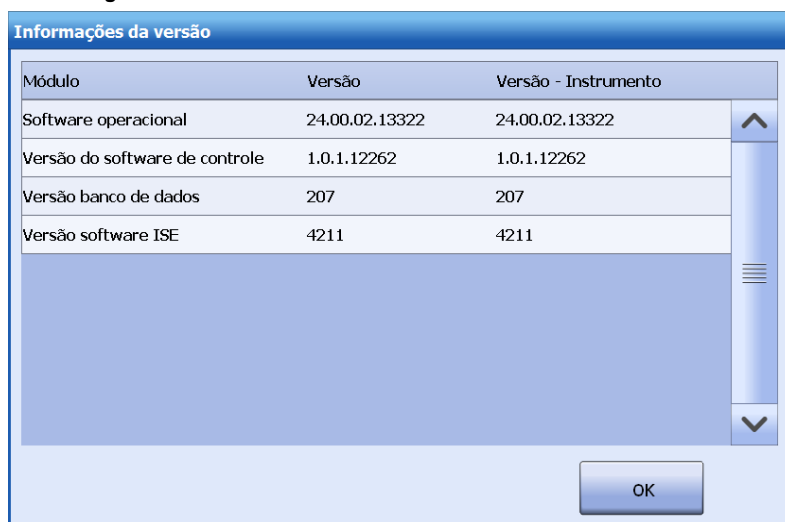 Informações da versão
Módulo Versão Versão - Instrumento
Software operacional 24.00.02.13322 24.00.02.13322
Versão do software de controle 1.0.1.12262 1.0.1.12262
Versão banco de dados 207 207
Versão software ISE 4211 4211
OK